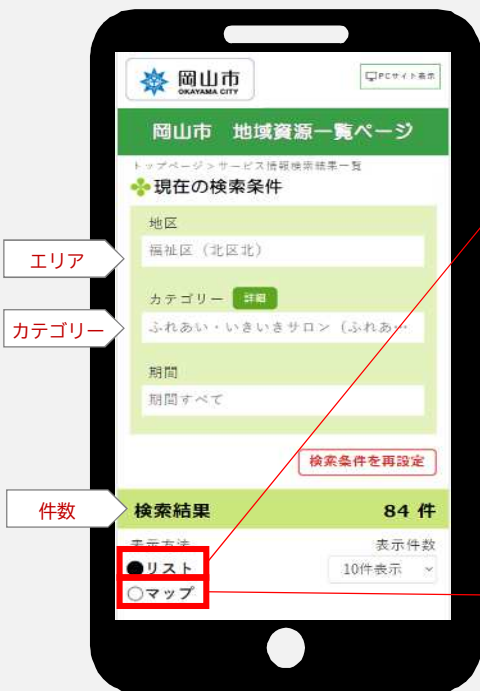 岡山市
OKAYAMA CITY
PCサイト表示
岡山市 地域資源一覧ページ
トップページ>サービス情報検索結果一覧
現在の検索条件
地区
エリア
福祉区（北区北）
カテゴリー 詳細
カテゴリー
ふれあい・いきいきサロン（ふれあ…
期間
期間すべて
検索条件を再設定
件数
検索結果 84 件
表示方法 表示件数
●リスト 10件表示
○マップ